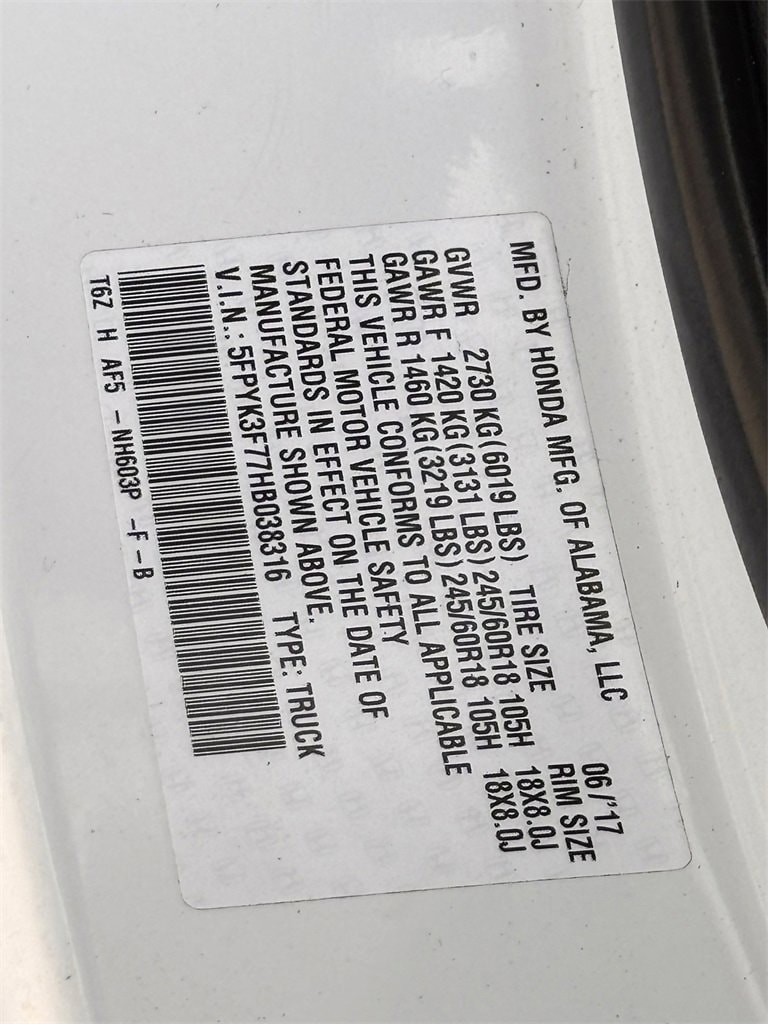 MFD. BY HONDA MFG. OF ALABAMA, LLC 06/'17
GVWR 2730 KG(6019 LBS) TIRE SIZE RIM SIZE
GAWR F 1420 KG(3131 LBS)245/60R18 105H 18X8.0J
GAWR R 1460 KG(3219 LBS)245/60R18 105H 18X8.0J
THIS VEHICLE CONFORMS TO ALL APPLICABLE
FEDERAL MOTOR VEHICLE SAFETY
STANDARDS IN EFFECT ON THE DATE OF
MANUFACTURE SHOWN ABOVE.
V.I.N.: 5FPYK3F77HB038316 TYPE: TRUCK
T6Z H AF5 -NH603P -F-B